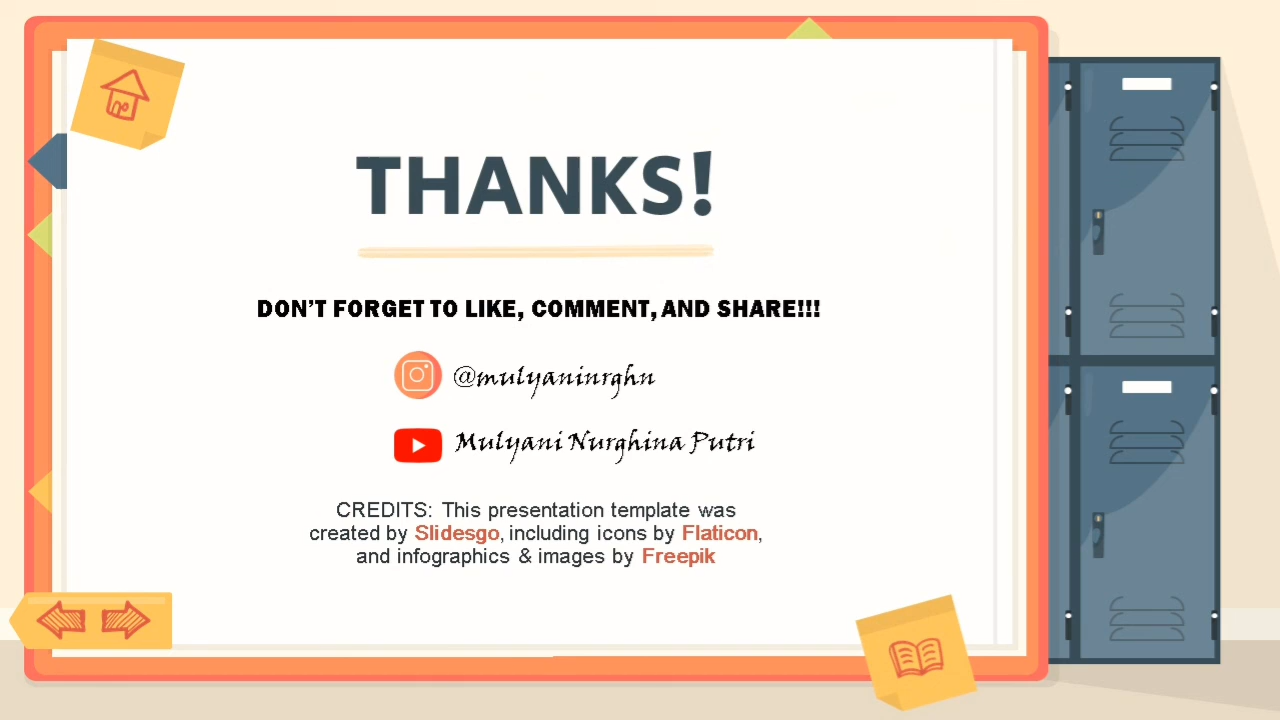 THANKS!
DON’T FORGET TO LIKE, COMMENT, AND SHARE!!!
@mulyaninrghn
Mulyani Nurghina Putri
CREDITS: This presentation template was
created by Slidesgo, including icons by Flaticon,
and infographics & images by Freepik